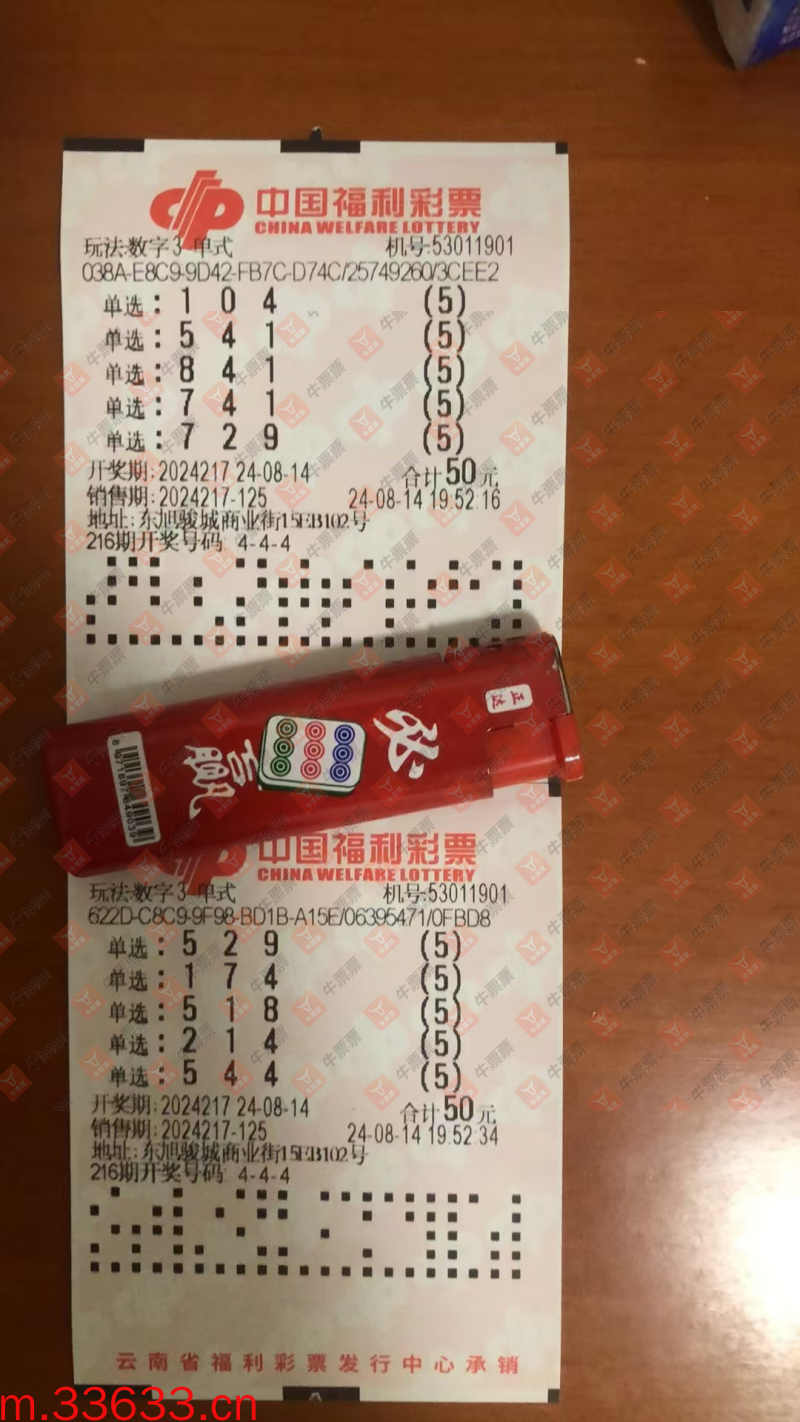 中国福利彩票
CHINA WELFARE LOTTERY
玩法:数字3-单式 机号:53011901
038A-E8C9-9D42-FB7C-D74C/25749260/3CEE2
单选: 1 0 4 (5)
单选: 5 4 1 (5)
单选: 8 4 1 (5)
单选: 7 4 1 (5)
单选: 7 2 9 (5)
开奖期:2024217 24-08-14 合计50元
销售期:2024217-125 24-08-14 19:52:16
地址:东旭骏城商业街15EB102号
216期开奖号码 4-4-4
正达
必赢
中国福利彩票
CHINA WELFARE LOTTERY
玩法:数字3-单式 机号:53011901
622D-C8C9-9F98-BD1B-A15E/06395471/0FBD8
单选: 5 2 9 (5)
单选: 1 7 4 (5)
单选: 5 1 8 (5)
单选: 2 1 4 (5)
单选: 5 4 4 (5)
开奖期:2024217 24-08-14 合计50元
销售期:2024217-125 24-08-14 19:52:34
地址:东旭骏城商业街15EB102号
216期开奖号码 4-4-4
云南省福利彩票发行中心承销
m.33633.cn
牛票票